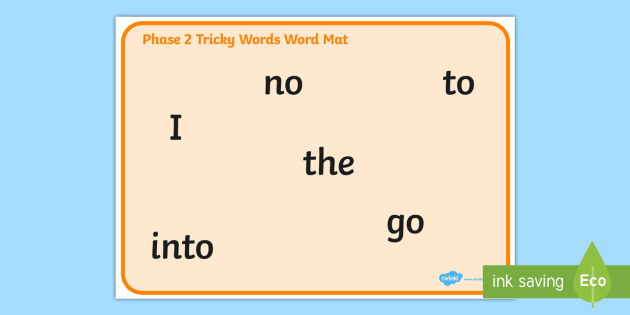 Phase 2 Tricky Words Word Mat
no
to
I
the
go
into
twinkl
ink saving
Eco